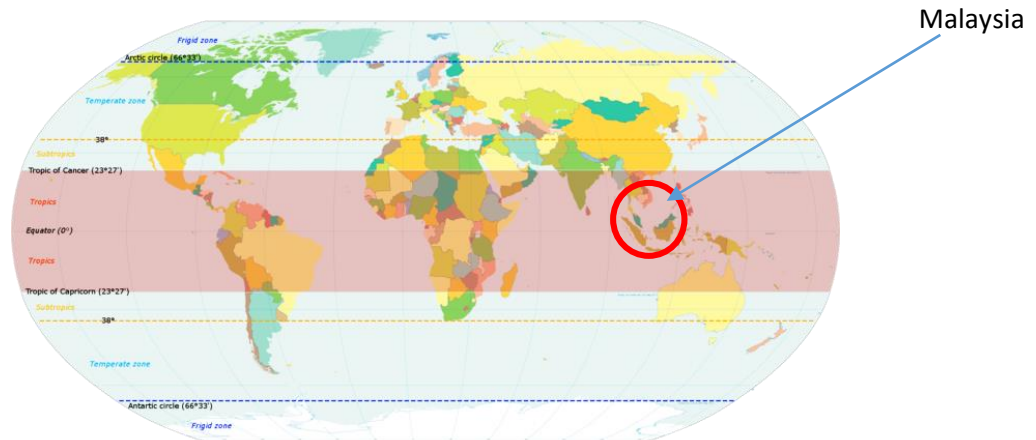 Malaysia
Frigid zone
Arctic circle (66°33')
Temperate zone
38°
Subtropics
Tropic of Cancer (23°27')
Tropics
Equator (0°)
Tropics
Tropic of Capricorn (23°27')
Subtropics
38°
Temperate zone
Antartic circle (66°33')
Frigid zone